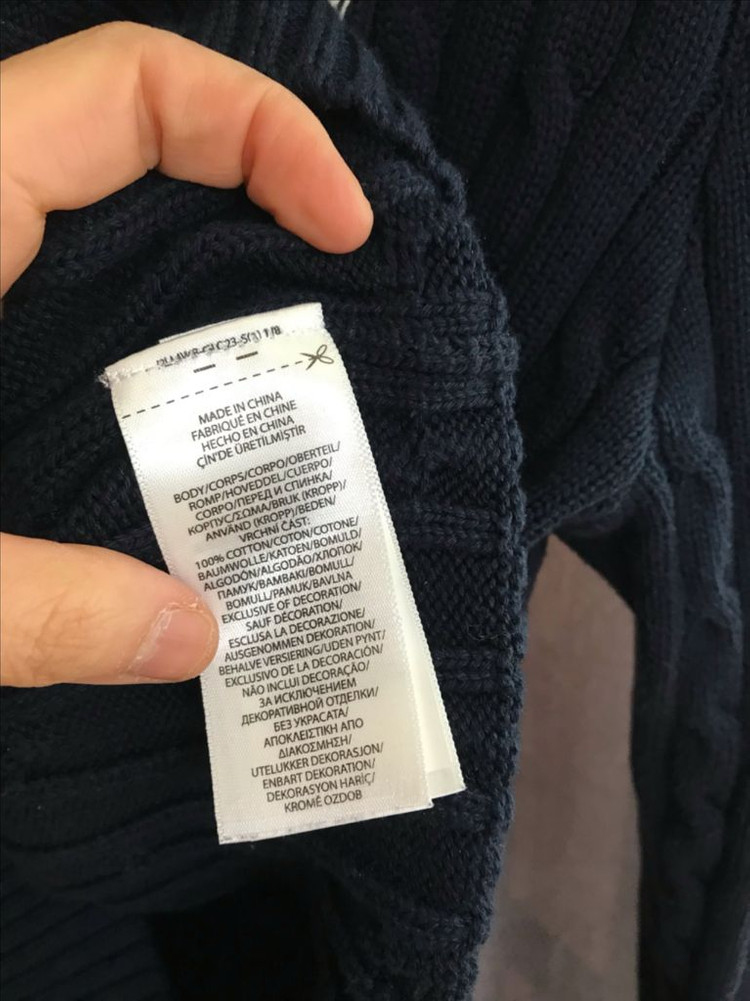 MADE IN CHINA
FABRIQUÉ EN CHINE
HECHO EN CHINA
ÇİN'DE ÜRETİLMİŞTİR
BODY/CORPS/CORPO/OBERTEIL/
ROMP/HOVEDDEL/CUERPO/
CORPO/ПЕРЕД И СПИНКА/
КОРПУС/ΣΩΜΑ/BRUK (KROPP)/
ANVÄND (KROPP)/BEDEN/
VRCHNÍ ČAST:
100% COTTON/COTON/COTONE/
BAUMWOLLE/KATOEN/BOMULD/
ALGODÓN/ALGODÃO/ХЛОПОК/
ПАМУК/ΒΑΜΒΑΚΙ/BOMULL/
BOMULL/PAMUK/BAVLNA
EXCLUSIVE OF DECORATION/
SAUF DÉCORATION/
ESCLUSA LA DECORAZIONE/
AUSGENOMMEN DEKORATION/
BEHALVE VERSIERING/UDEN PYNT/
EXCLUSIVO DE LA DECORACIÓN/
NÃO INCLUI DECORAÇÃO/
ЗА ИСКЛЮЧЕНИЕМ
ДЕКОРАТИВНОЙ ОТДЕЛКИ/
БЕЗ УКРАСАТА/
ΑΠΟΚΛΕΙΣΤΙΚΗ ΑΠΟ
ΔΙΑΚΟΣΜΗΣΗ/
UTELUKKER DEKORASJON/
ENBART DEKORATION/
DEKORASYON HARİÇ/
KROMĚ OZDOB